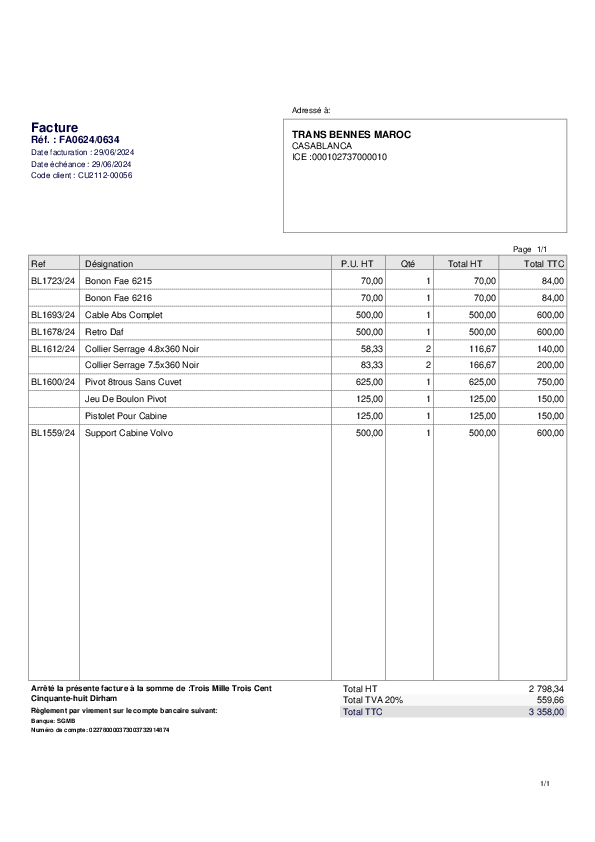 Adressé à:
Facture
Réf. : FA0624/0634
Date facturation : 29/06/2024
Date échéance : 29/06/2024
Code client : CU2112-00056
TRANS BENNES MAROC
CASABLANCA
ICE :000102737000010
Page 1/1
Ref Désignation P.U. HT Qté Total HT Total TTC
BL1723/24 Bonon Fae 6215 70,00 1 70,00 84,00
Bonon Fae 6216 70,00 1 70,00 84,00
BL1693/24 Cable Abs Complet 500,00 1 500,00 600,00
BL1678/24 Retro Daf 500,00 1 500,00 600,00
BL1612/24 Collier Serrage 4.8x360 Noir 58,33 2 116,67 140,00
Collier Serrage 7.5x360 Noir 83,33 2 166,67 200,00
BL1600/24 Pivot 8trous Sans Cuvet 625,00 1 625,00 750,00
Jeu De Boulon Pivot 125,00 1 125,00 150,00
Pistolet Pour Cabine 125,00 1 125,00 150,00
BL1559/24 Support Cabine Volvo 500,00 1 500,00 600,00
Arrêté la présente facture à la somme de :Trois Mille Trois Cent
Cinquante-huit Dirham
Règlement par virement sur le compte bancaire suivant:
Banque: SGMB
Numéro de compte: 022780000373003732914874
Total HT 2 798,34
Total TVA 20% 559,66
Total TTC 3 358,00
1/1